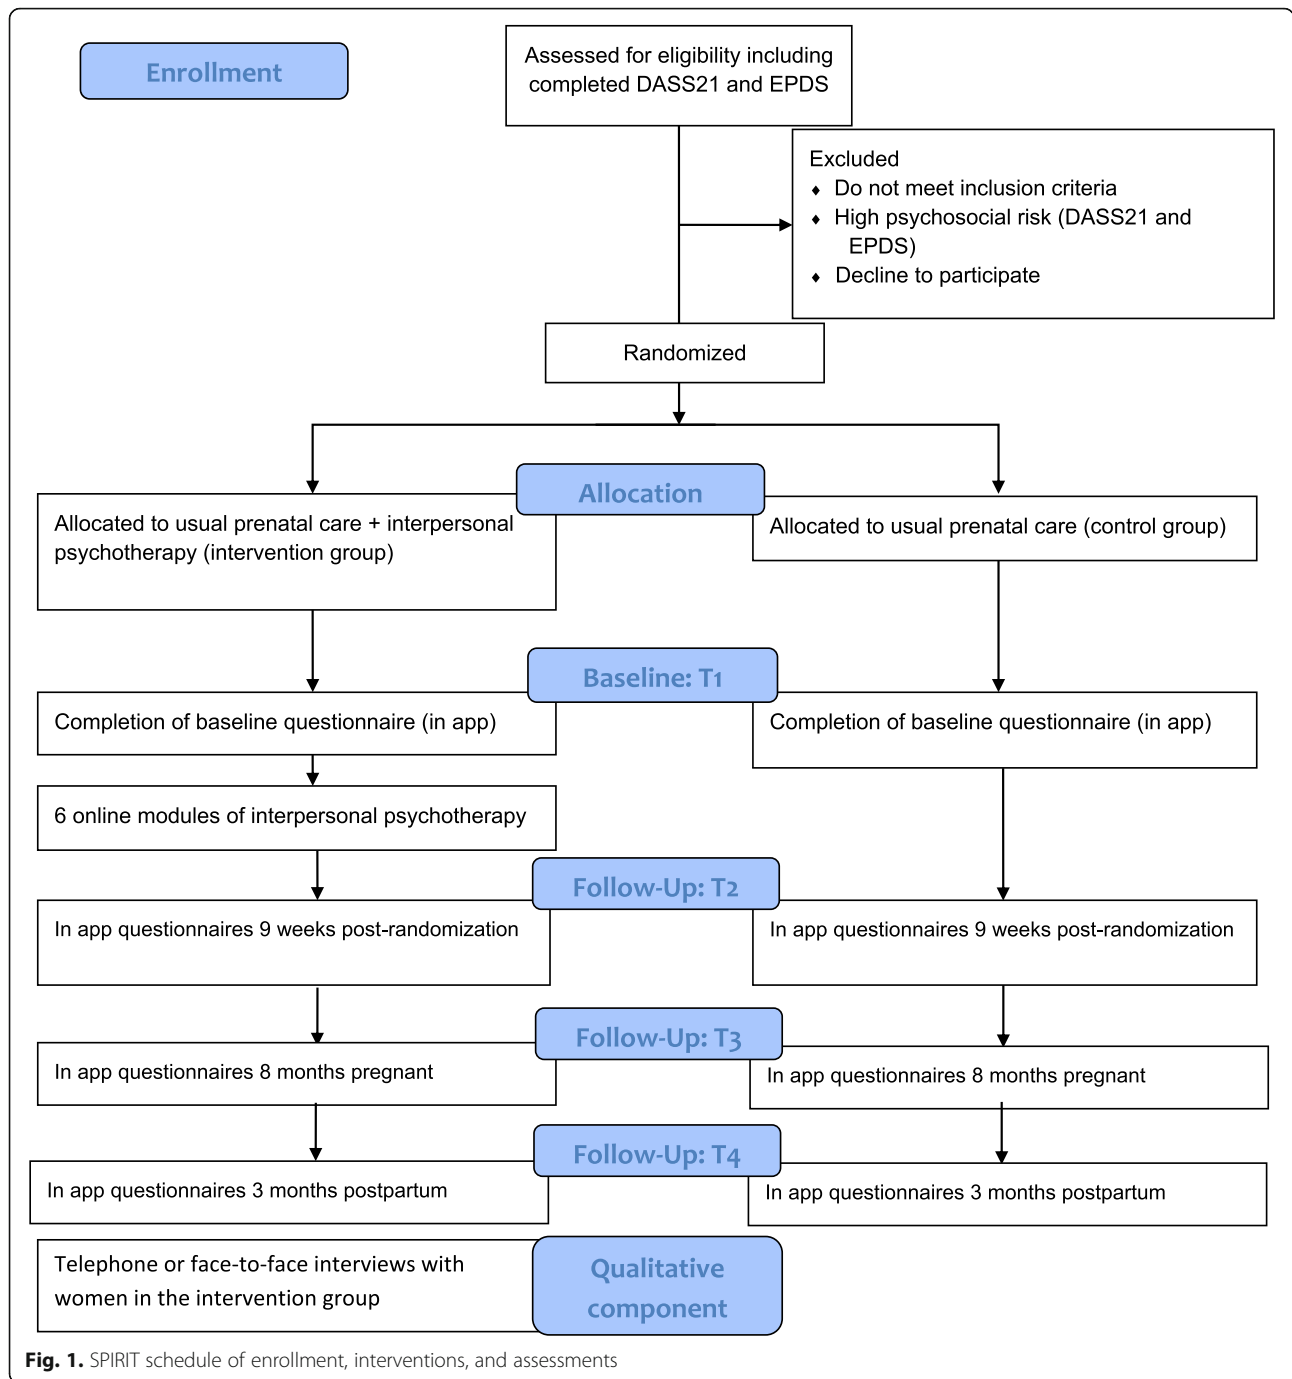 Enrollment
Assessed for eligibility including
completed DASS21 and EPDS
Excluded
♦ Do not meet inclusion criteria
♦ High psychosocial risk (DASS21 and
EPDS)
♦ Decline to participate
Randomized
Allocation
Allocated to usual prenatal care + interpersonal
psychotherapy (intervention group)
Allocated to usual prenatal care (control group)
Baseline: T1
Completion of baseline questionnaire (in app)
Completion of baseline questionnaire (in app)
6 online modules of interpersonal psychotherapy
Follow-Up: T2
In app questionnaires 9 weeks post-randomization
In app questionnaires 9 weeks post-randomization
Follow-Up: T3
In app questionnaires 8 months pregnant
In app questionnaires 8 months pregnant
Follow-Up: T4
In app questionnaires 3 months postpartum
In app questionnaires 3 months postpartum
Telephone or face-to-face interviews with
women in the intervention group
Qualitative
component
Fig. 1. SPIRIT schedule of enrollment, interventions, and assessments